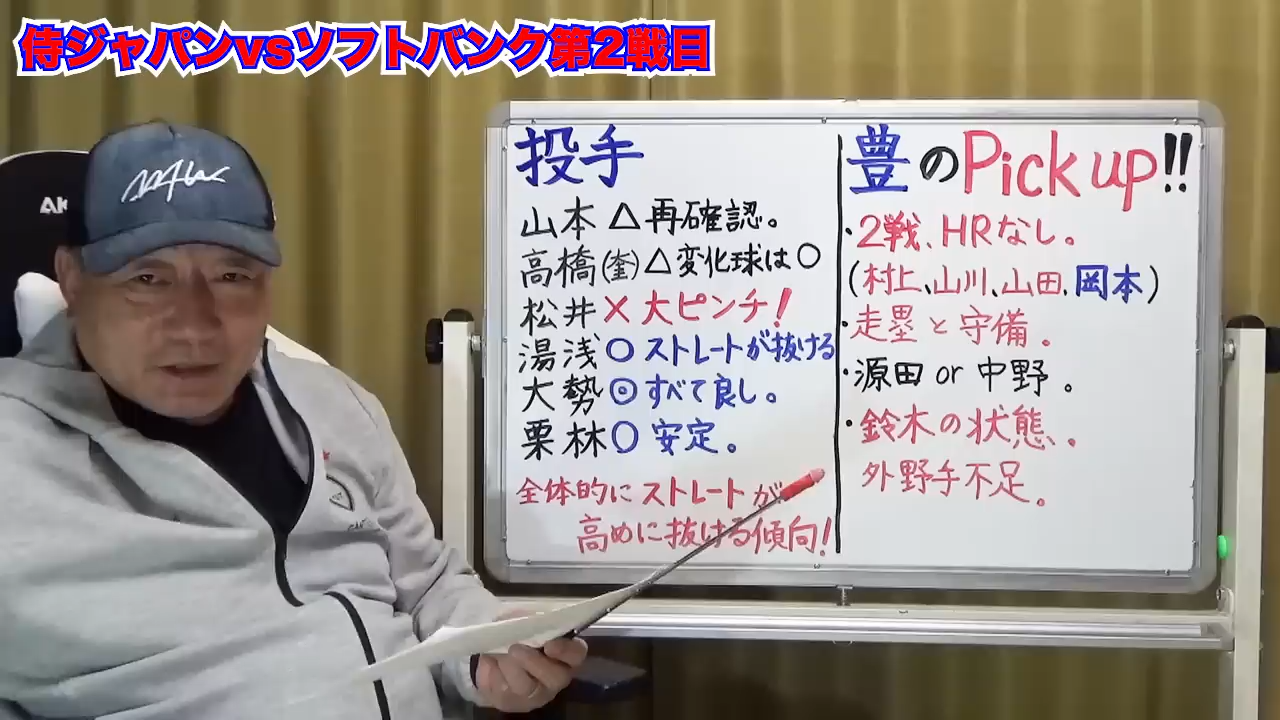 侍ジャパンvsソフトバンク第2戦目
投手
山本 △再確認。
高橋(奎)△変化球は○
松井 × 大ピンチ!
湯浅 ○ ストレートが抜ける
大勢 ◎ すべて良し。
栗林 ○ 安定。
全体的にストレートが
高めに抜ける傾向!
豊のPick up!!
・2戦、HRなし。
(村上、山川、山田、岡本)
・走塁と守備。
・源田 or 中野。
・鈴木の状態。
外野手不足。
AK